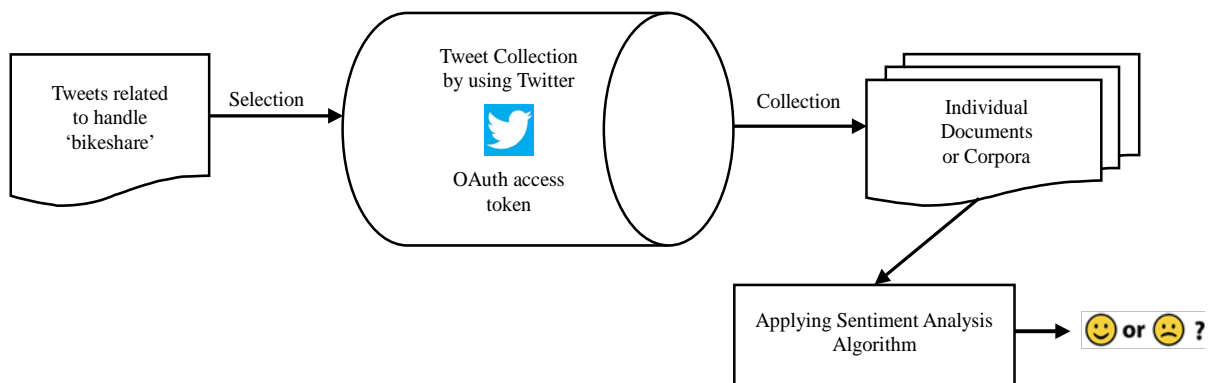 Tweets related
to handle
‘bikeshare’
Selection
Tweet Collection
by using Twitter
OAuth access
token
Collection
Individual
Documents
or Corpora
Applying Sentiment Analysis
Algorithm
or ?